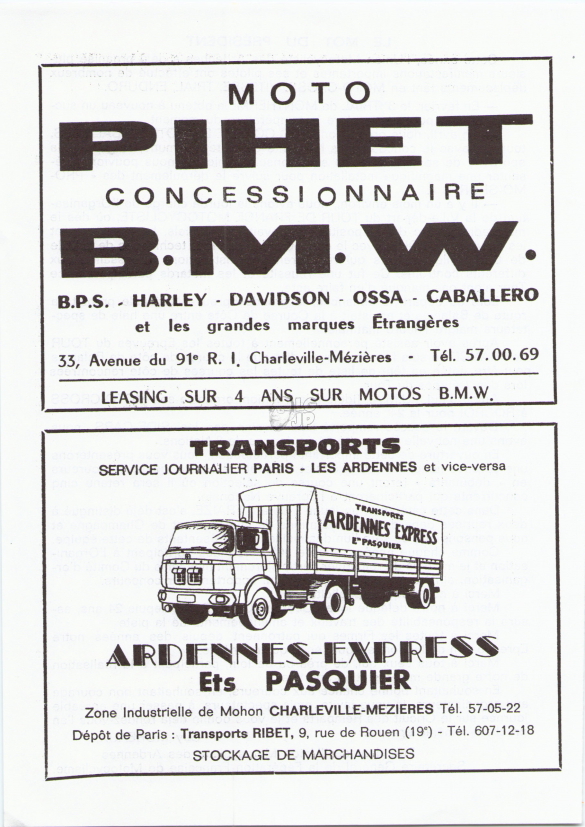 MOTO
PIHET
CONCESSIONNAIRE
B.M.W.
B.P.S. - HARLEY - DAVIDSON - OSSA - CABALLERO
et les grandes marques Étrangères
33, Avenue du 91e R. I. Charleville-Mézières - Tél. 57.00.69
LEASING SUR 4 ANS SUR MOTOS B.M.W.
TRANSPORTS
SERVICE JOURNALIER PARIS - LES ARDENNES et vice-versa
TRANSPORTS
ARDENNES EXPRESS
Ets PASQUIER
ARDENNES-EXPRESS
Ets PASQUIER
Zone Industrielle de Mohon CHARLEVILLE-MEZIERES Tél. 57-05-22
Dépôt de Paris : Transports RIBET, 9, rue de Rouen (19e) - Tél. 607-12-18
STOCKAGE DE MARCHANDISES